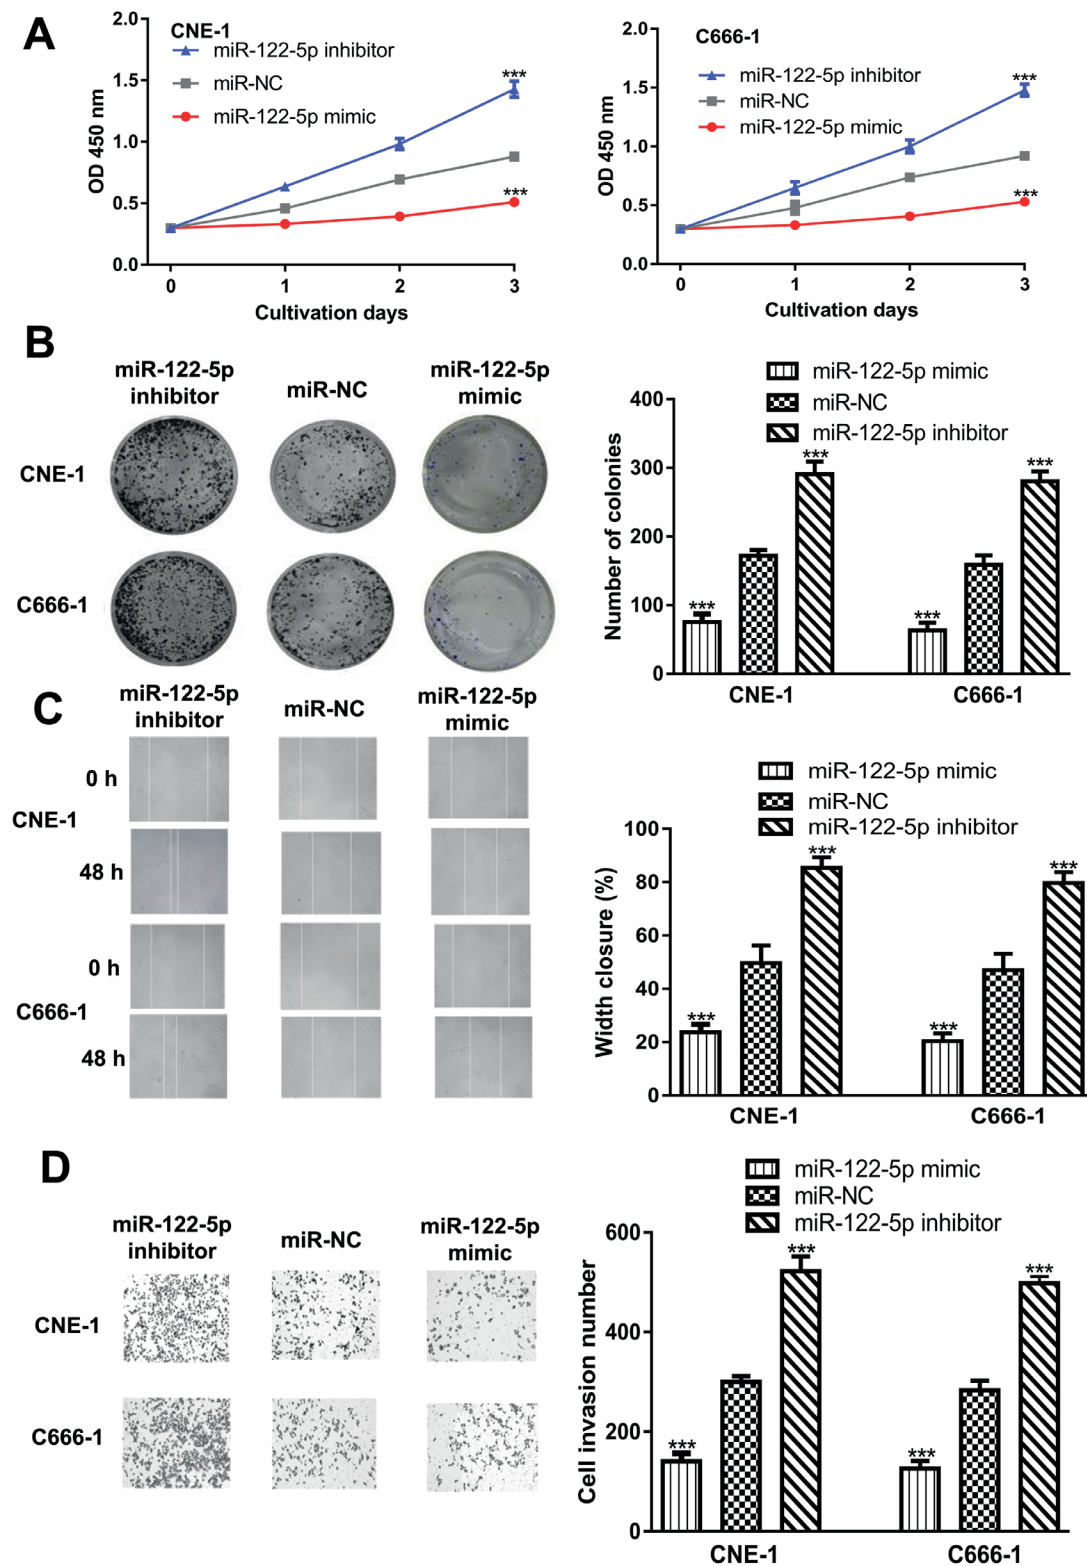 A
CNE-1
miR-122-5p inhibitor
miR-NC
miR-122-5p mimic
OD 450 nm
2.0
1.5
1.0
0.5
0.0
***
***
0 1 2 3
Cultivation days
C666-1
miR-122-5p inhibitor
miR-NC
miR-122-5p mimic
OD 450 nm
2.0
1.5
1.0
0.5
0.0
***
***
0 1 2 3
Cultivation days
B
miR-122-5p
inhibitor
miR-NC
miR-122-5p
mimic
CNE-1
C666-1
miR-122-5p mimic
miR-NC
miR-122-5p inhibitor
Number of colonies
400
300
200
100
0
*** *** *** ***
CNE-1 C666-1
C
miR-122-5p
inhibitor
miR-NC
miR-122-5p
mimic
0 h
CNE-1
48 h
0 h
C666-1
48 h
miR-122-5p mimic
miR-NC
miR-122-5p inhibitor
Width closure (%)
100
80
60
40
20
0
*** *** *** ***
CNE-1 C666-1
D
miR-122-5p
inhibitor
miR-NC
miR-122-5p
mimic
CNE-1
C666-1
miR-122-5p mimic
miR-NC
miR-122-5p inhibitor
Cell invasion number
600
400
200
0
*** *** *** ***
CNE-1 C666-1